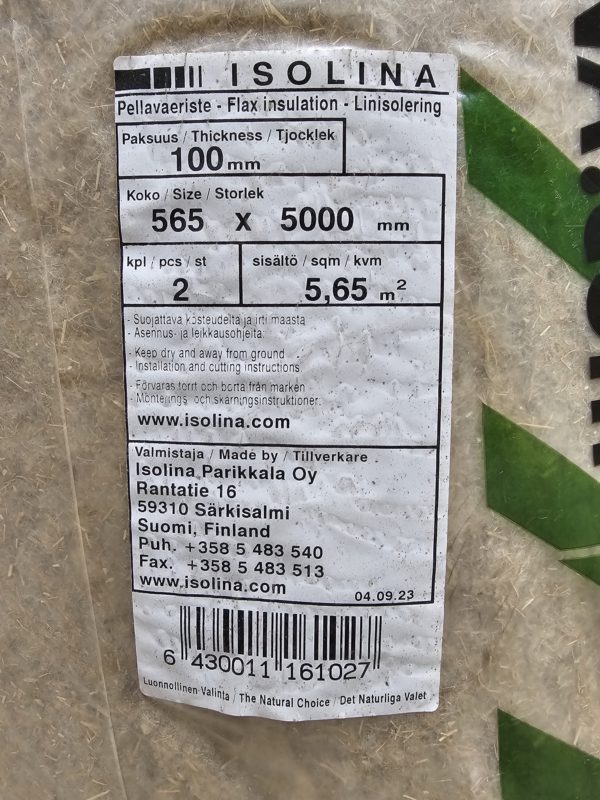 ISOLINA
Pellavaeriste - Flax insulation - Linisolering
Paksuus / Thickness / Tjocklek
100 mm
Koko / Size / Storlek
565 x 5000 mm
kpl / pcs / st
2
sisältö / sqm / kvm
5,65 m²
- Suojattava kosteudelta ja irti maasta
- Asennus- ja leikkausohjeita:
- Keep dry and away from ground
- Installation and cutting instructions
- Förvaras torrt och borta från marken
- Monterings- och skärningsinstruktioner:
www.isolina.com
Valmistaja / Made by / Tillverkare
Isolina Parikkala Oy
Rantatie 16
59310 Särkisalmi
Suomi, Finland
Puh. +358 5 483 540
Fax. +358 5 483 513
www.isolina.com
04.09.23
6 430011 161027
Luonnollinen Valinta / The Natural Choice / Det Naturliga Valet